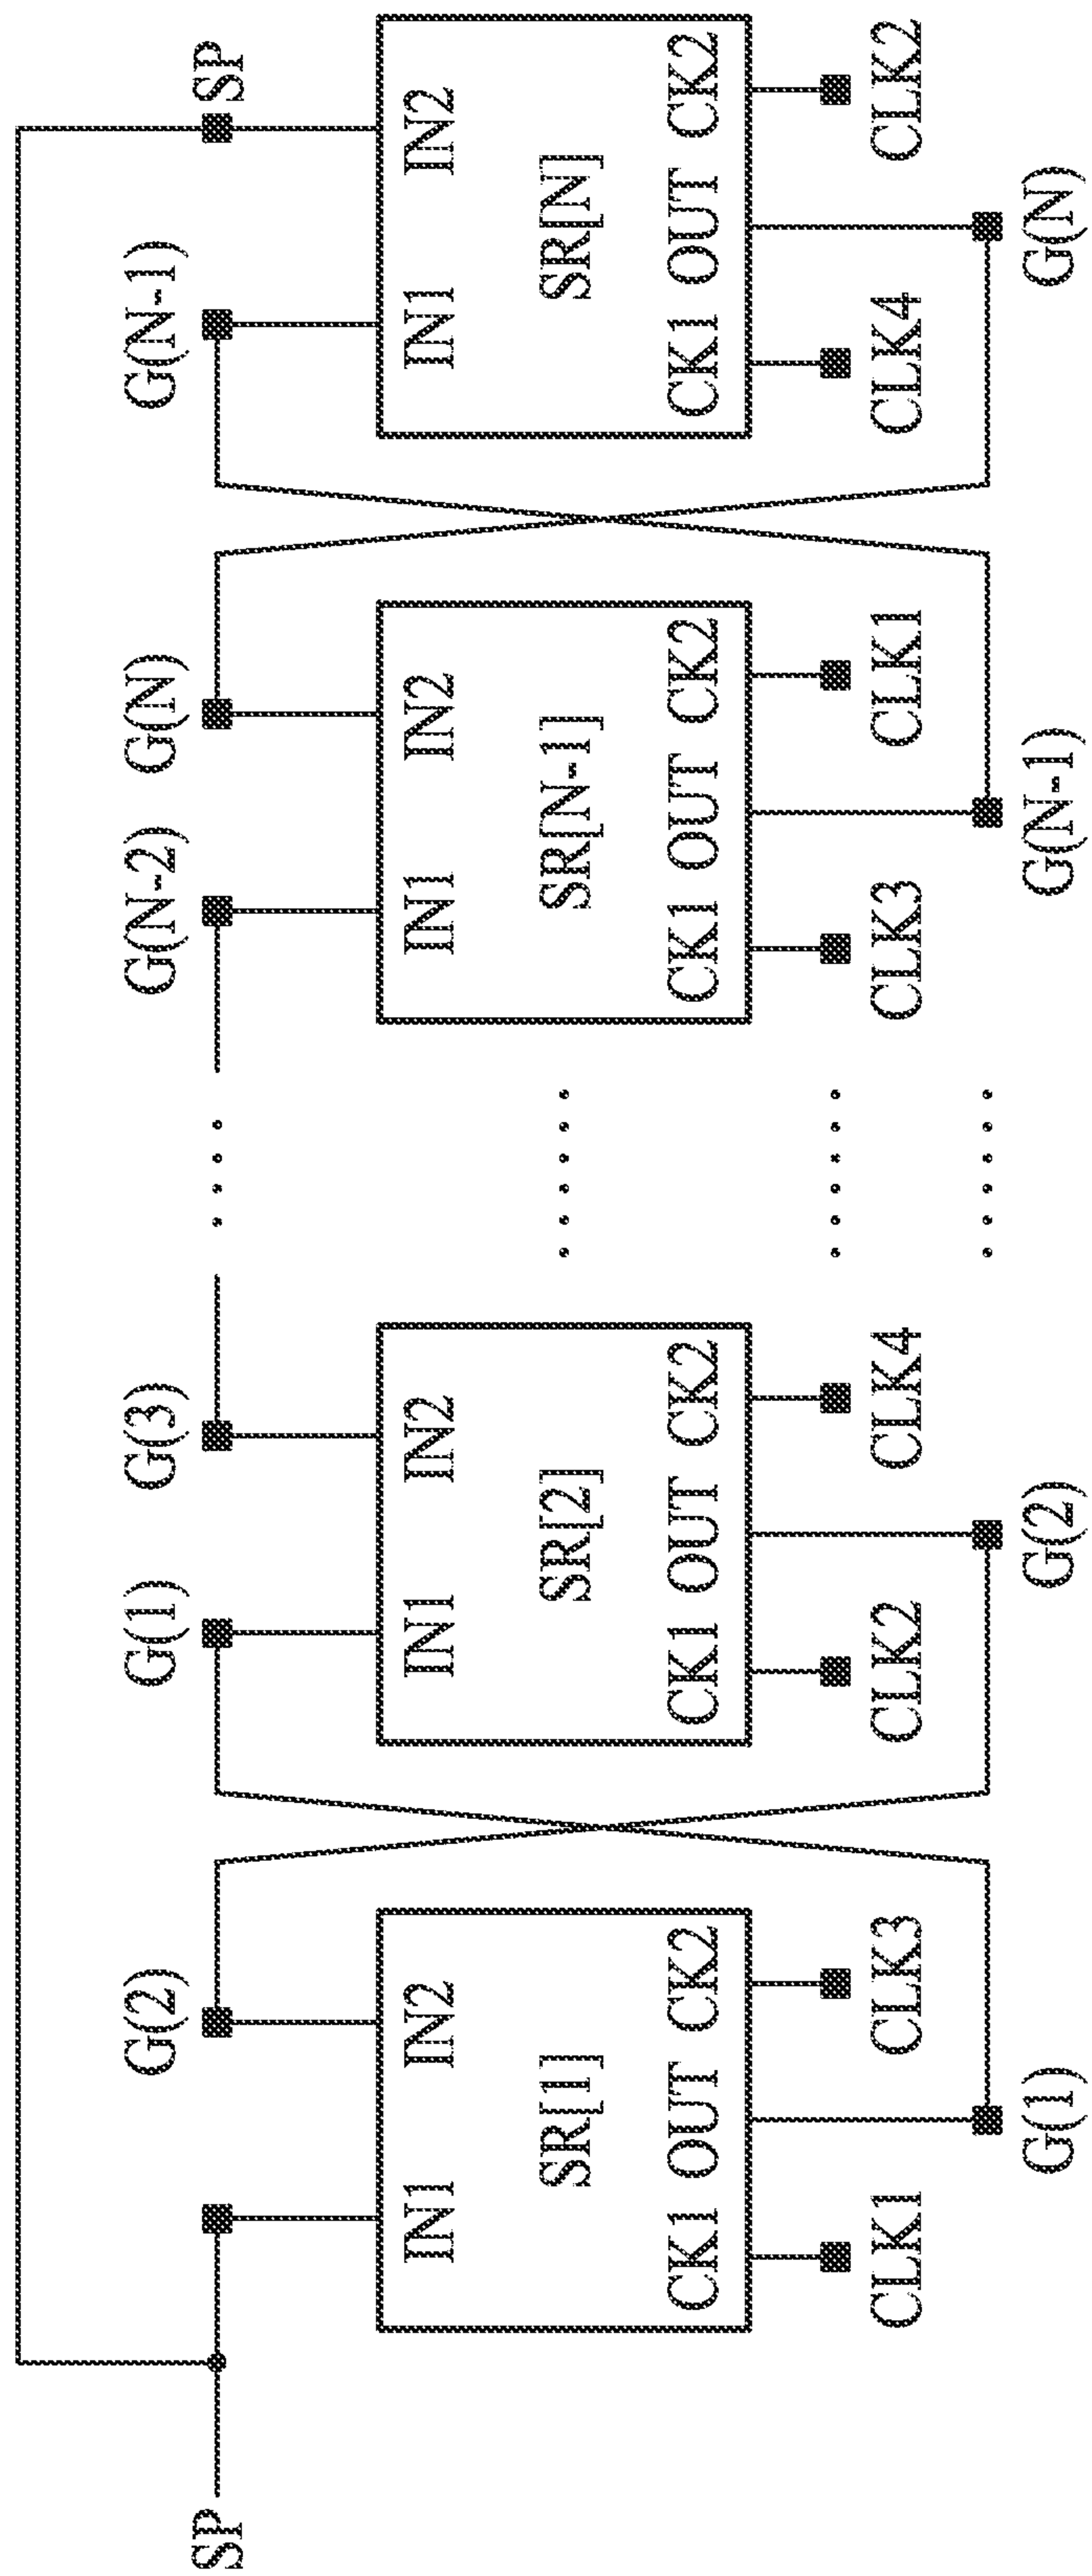 SP
G(2)
G(1)
G(3)
G(N-2)
G(N)
G(N-1)
SP
IN1
IN2
SR[1]
CK1 OUT CK2
CLK1
CLK3
G(1)
IN1
IN2
SR[2]
CK1 OUT CK2
CLK2
CLK4
G(2)
IN1
IN2
SR[N-1]
CK1 OUT CK2
CLK3
CLK1
G(N-1)
IN1
IN2
SR[N]
CK1 OUT CK2
CLK4
CLK2
G(N)